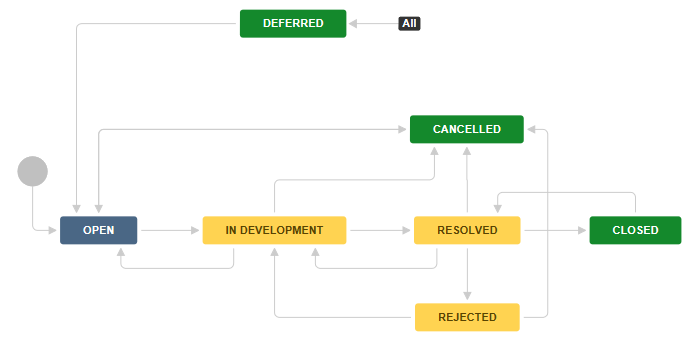 DEFERRED
All
CANCELLED
OPEN
IN DEVELOPMENT
RESOLVED
CLOSED
REJECTED